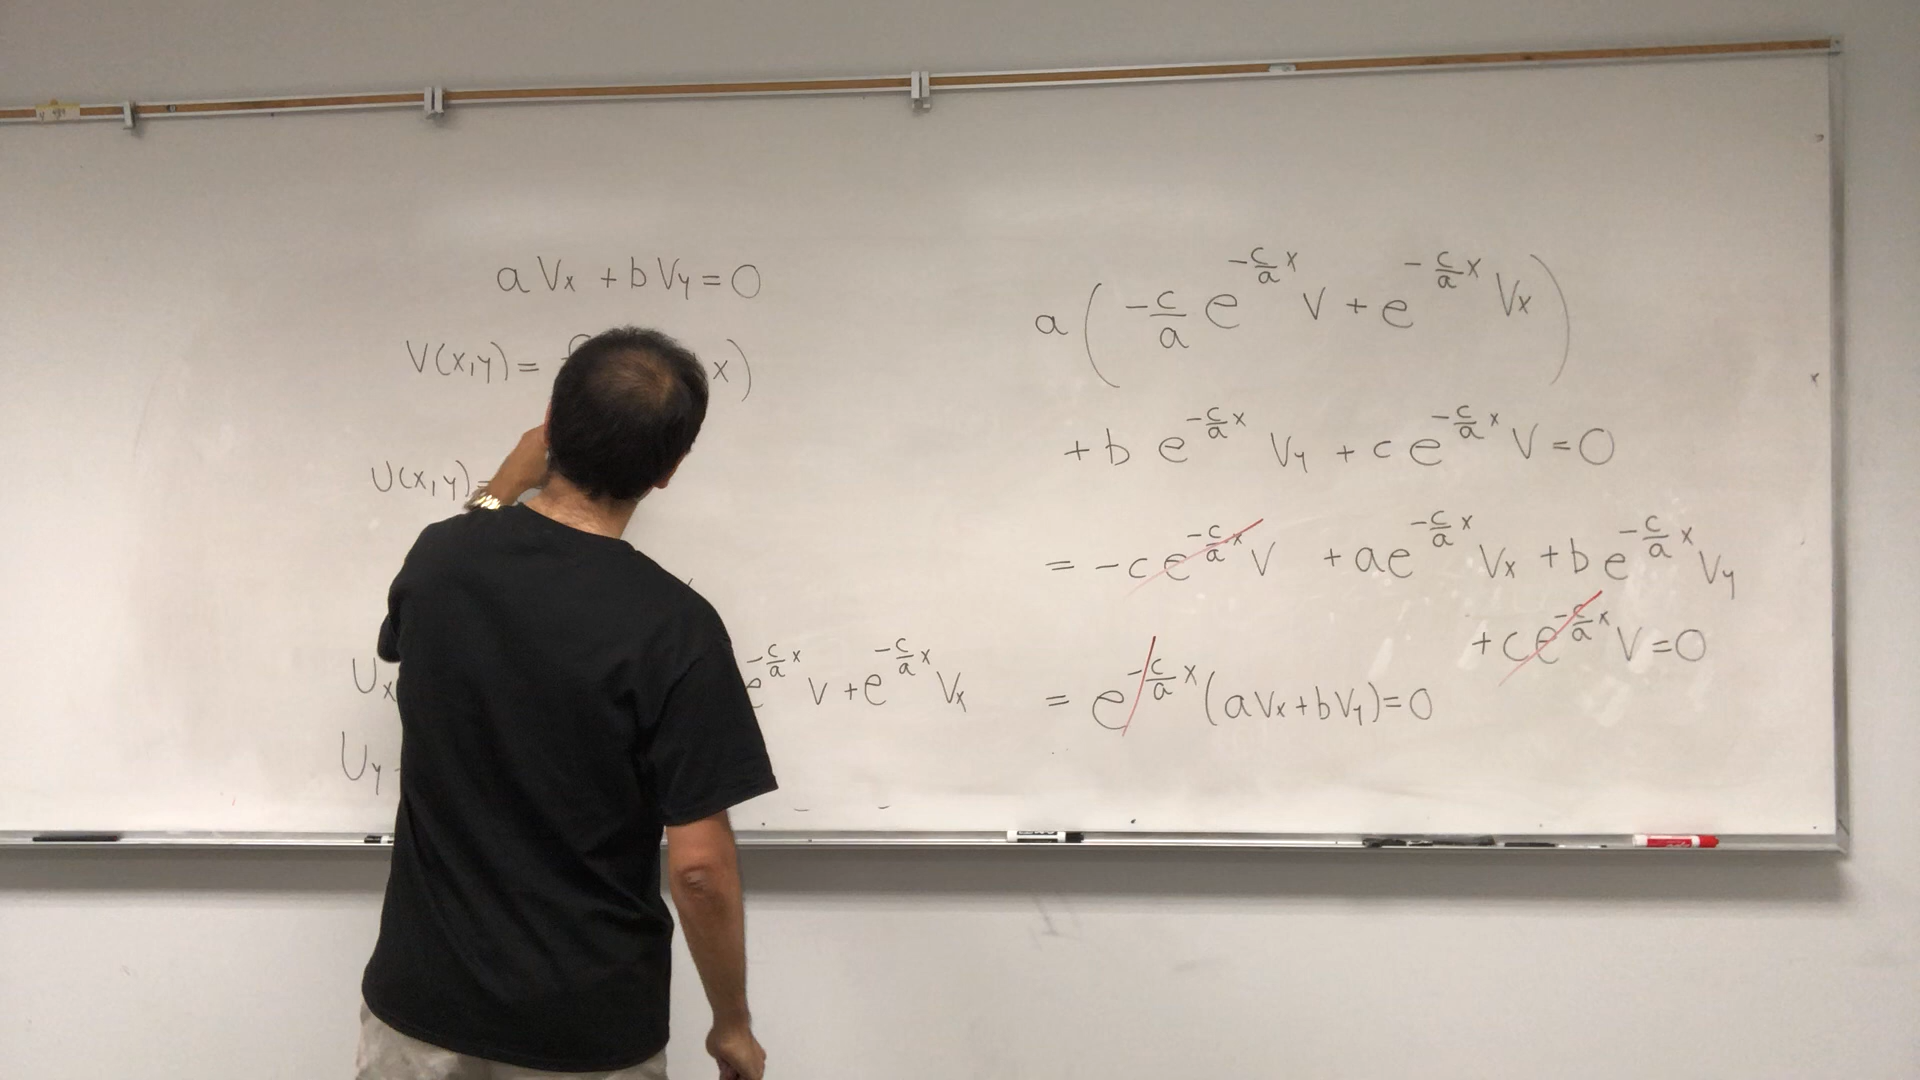 aVx + bVy = 0
V(x,y) = x)
U(x,y) =
Ux e^{-c/a x} V + e^{-c/a x} Vx
Uy
a( -c/a e^{-c/a x} V + e^{-c/a x} Vx )
+ b e^{-c/a x} Vy + c e^{-c/a x} V = 0
= -c e^{-c/a x} V + a e^{-c/a x} Vx + b e^{-c/a x} Vy
+ c e^{-c/a x} V = 0
= e^{-c/a x} (aVx + bVy) = 0